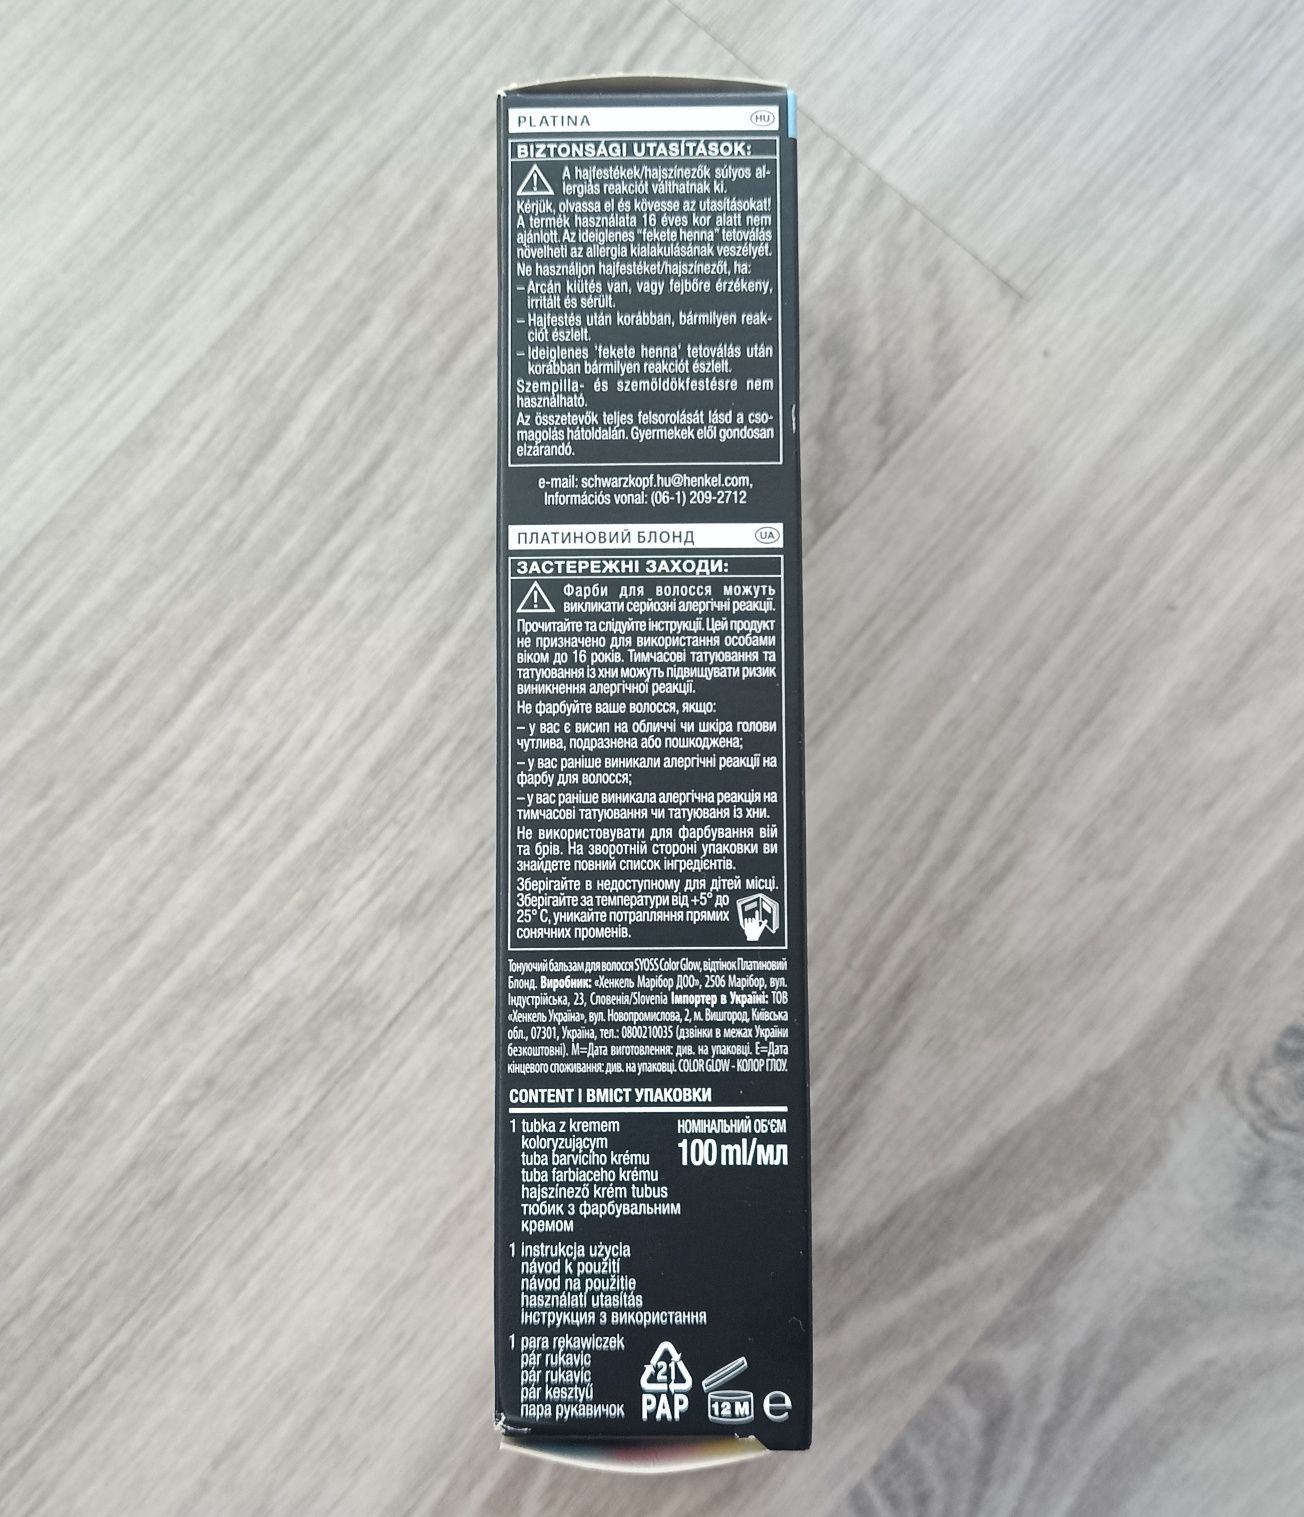 PLATINA HU
BIZTONSÁGI UTASÍTÁSOK:
A hajfestékek/hajszínezők súlyos al-
lergiás reakciót válthatnak ki.
Kérjük, olvassa el és kövesse az utasításokat!
A termék használata 16 éves kor alatt nem
ajánlott. Az ideiglenes "fekete henna" tetoválás
növelheti az allergia kialakulásának veszélyét.
Ne használjon hajfestéket/hajszínezőt, ha:
– Arcán kiütés van, vagy fejbőre érzékeny,
irritált és sérült.
– Hajfestés után korábban, bármilyen reak-
ciót észlelt.
– Ideiglenes 'fekete henna' tetoválás után
korábban bármilyen reakciót észlelt.
Szempilla- és szemöldökfestésre nem
használható.
Az összetevők teljes felsorolását lásd a cso-
magolás hátoldalán. Gyermekek elől gondosan
elzárandó.
e-mail: schwarzkopf.hu@henkel.com,
Információs vonal: (06-1) 209-2712
ПЛАТИНОВИЙ БЛОНД UA
ЗАСТЕРЕЖНІ ЗАХОДИ:
Фарби для волосся можуть
викликати серйозні алергічні реакції.
Прочитайте та слідуйте інструкції. Цей продукт
не призначено для використання особами
віком до 16 років. Тимчасові татуювання та
татуювання із хни можуть підвищувати ризик
виникнення алергічної реакції.
Не фарбуйте ваше волосся, якщо:
– у вас є висип на обличчі чи шкіра голови
чутлива, подразнена або пошкоджена;
– у вас раніше виникали алергічні реакції на
фарбу для волосся;
– у вас раніше виникала алергічна реакція на
тимчасові татуювання чи татуюваня із хни.
Не використовувати для фарбування вій
та брів. На зворотній стороні упаковки ви
знайдете повний список інгредієнтів.
Зберігайте в недоступному для дітей місці.
Зберігайте за температури від +5° до
25° С, уникайте потрапляння прямих
сонячних променів.
Тонуючий бальзам для волосся SYOSS Color Glow, відтінок Платиновий
Блонд. Виробник: «Хенкель Марібор ДОО», 2506 Марібор, вул.
Індустрійська, 23, Словенія/Slovenia Імпортер в Україні: ТОВ
«Хенкель Україна», вул. Новопромислова, 2, м. Вишгород, Київська
обл., 07301, Україна, тел.: 0800210035 (дзвінки в межах України
безкоштовні). M=Дата виготовлення: див. на упаковці. E=Дата
кінцевого споживання: див. на упаковці. COLOR GLOW - КОЛОР ГЛОУ.
CONTENT I ВМІСТ УПАКОВКИ
1 tubka z kremem
koloryzującym
tuba barvicího krému
tuba farbiaceho krému
hajszínező krém tubus
тюбик з фарбувальним
кремом
НОМІНАЛЬНИЙ ОБ'ЄМ
100 ml/мл
1 instrukcja użycia
návod k použití
návod na použitie
használati utasítás
інструкция з використання
1 para rękawiczek
pár rukavic
pár rukavíc
pár kesztyű
пара рукавичок
21
PAP
12 M
e